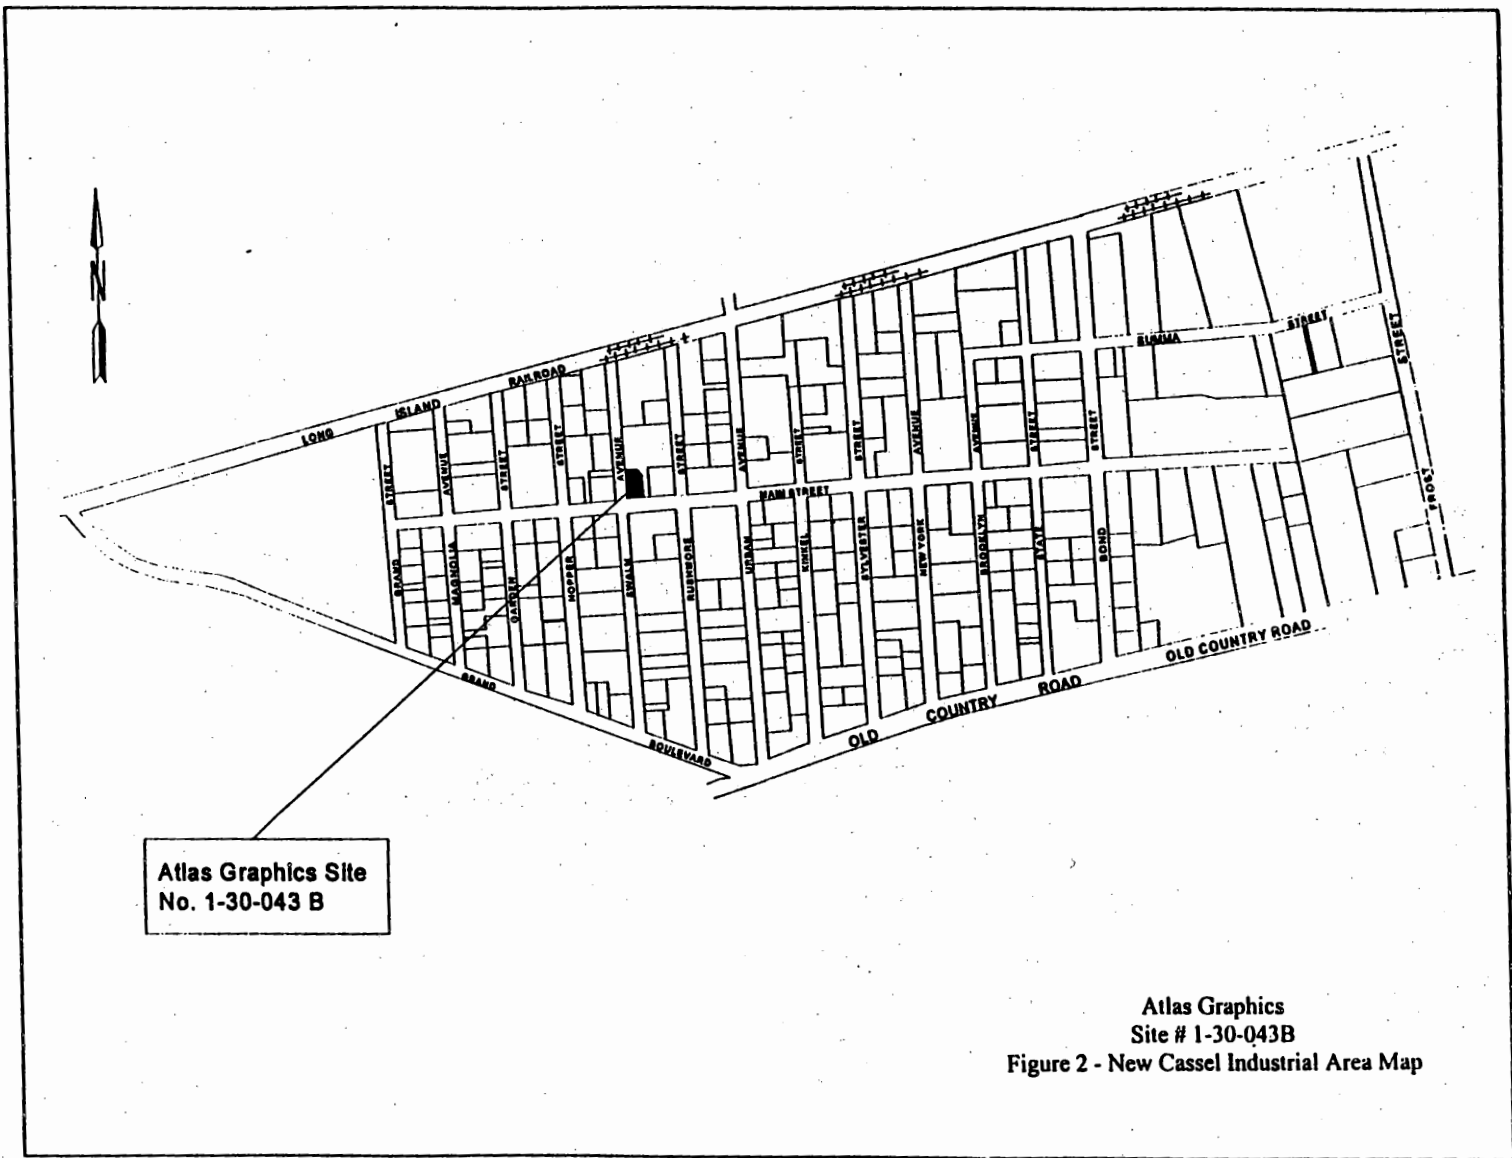 N
LONG ISLAND RAILROAD
STREET
AVENUE
STREET
STREET
AVENUE
STREET
AVENUE
STREET
STREET
AVENUE
AVENUE
STREET
STREET
SUMMA STREET
STREET
FROST
MAIN STREET
GRAND
MAGNOLIA
GARDEN
HOPPER
SWALM
RUSHMORE
URBAN
KINKEL
SYLVESTER
NEW YORK
BROOKLYN
STATE
BOND
GRAND BOULEVARD
OLD COUNTRY ROAD
OLD COUNTRY ROAD
Atlas Graphics Site
No. 1-30-043 B
Atlas Graphics
Site # 1-30-043B
Figure 2 - New Cassel Industrial Area Map